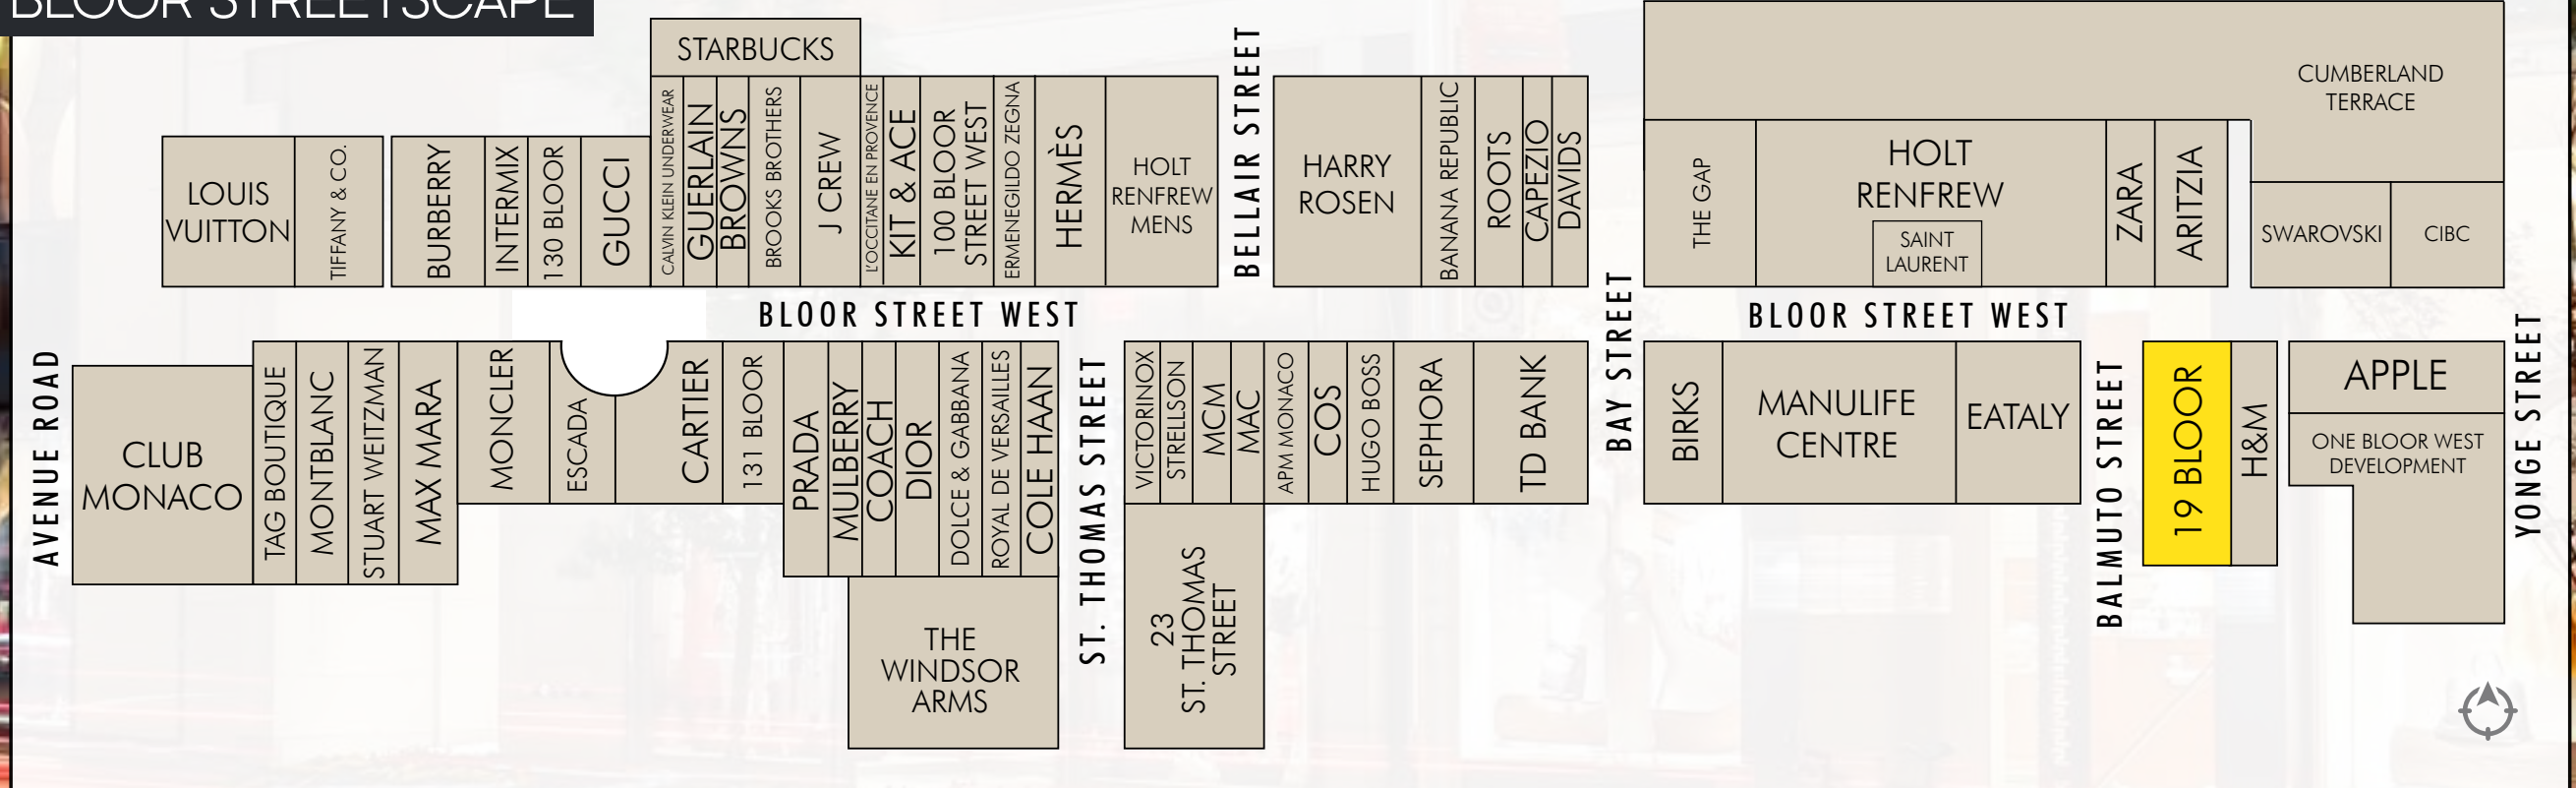 BLOOR STREETSCAPE
STARBUCKS
LOUIS
VUITTON
TIFFANY & CO.
BURBERRY
INTERMIX
130 BLOOR
GUCCI
CALVIN KLEIN UNDERWEAR
GUERLAIN
BROWNS
BROOKS BROTHERS
J CREW
L'OCCITANE EN PROVENCE
KIT & ACE
100 BLOOR
STREET WEST
ERMENEGILDO ZEGNA
HERMÈS
HOLT
RENFREW
MENS
BELLAIR STREET
HARRY
ROSEN
BANANA REPUBLIC
ROOTS
CAPEZIO
DAVIDS
CUMBERLAND
TERRACE
THE GAP
HOLT
RENFREW
SAINT
LAURENT
ZARA
ARITZIA
SWAROVSKI
CIBC
BLOOR STREET WEST
BAY STREET
BLOOR STREET WEST
AVENUE ROAD
CLUB
MONACO
TAG BOUTIQUE
MONTBLANC
STUART WEITZMAN
MAX MARA
MONCLER
ESCADA
CARTIER
131 BLOOR
PRADA
MULBERRY
COACH
DIOR
DOLCE & GABBANA
ROYAL DE VERSAILLES
COLE HAAN
THE
WINDSOR
ARMS
ST. THOMAS STREET
VICTORINOX
STRELLSON
MCM
MAC
APM MONACO
COS
HUGO BOSS
SEPHORA
TD BANK
23
ST. THOMAS
STREET
BIRKS
MANULIFE
CENTRE
EATALY
BALMUTO STREET
19 BLOOR
H&M
APPLE
ONE BLOOR WEST
DEVELOPMENT
YONGE STREET